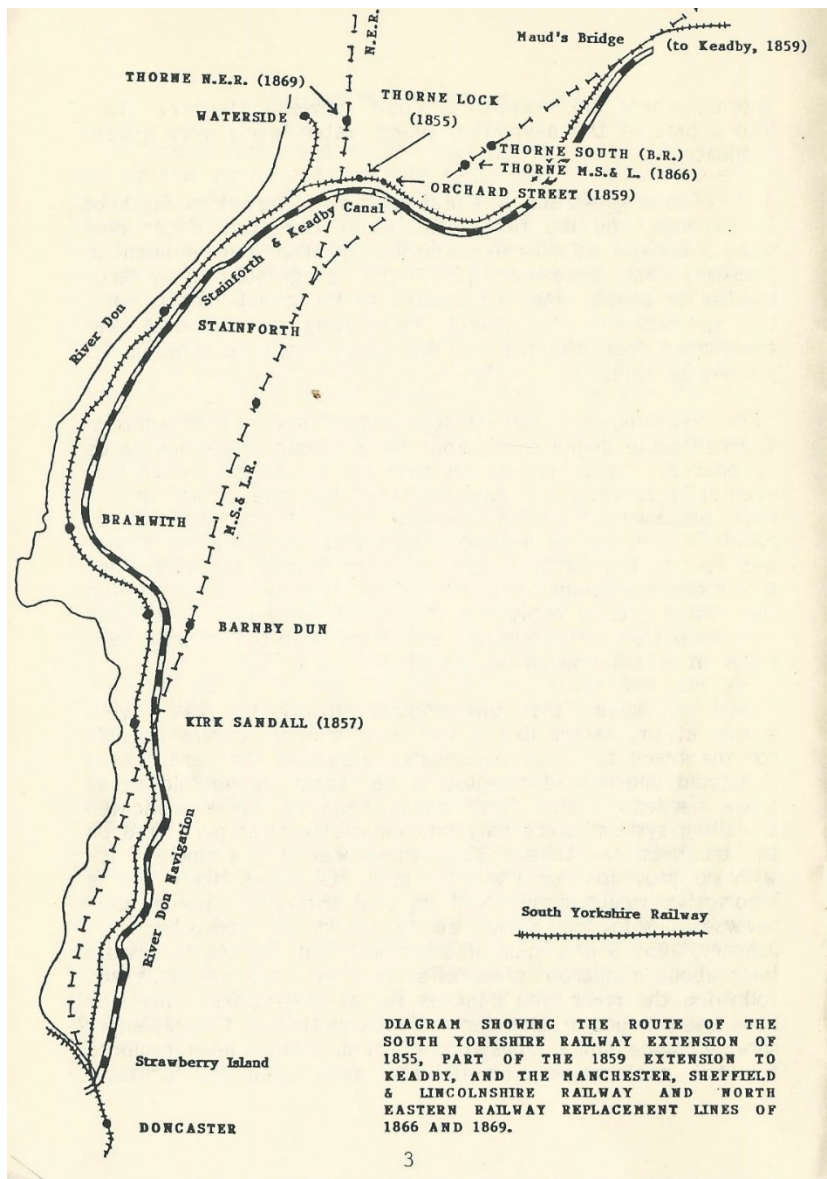 N.E.R.
Maud's Bridge
(to Keadby, 1859)
THORNE N.E.R. (1869)
THORNE LOCK
(1855)
WATERSIDE
THORNE SOUTH (B.R.)
THORNE M.S.& L. (1866)
ORCHARD STREET (1859)
Stainforth & Keadby Canal
River Don
STAINFORTH
M.S.& L.R.
BRAMWITH
BARNBY DUN
KIRK SANDALL (1857)
River Don Navigation
South Yorkshire Railway
Strawberry Island
DONCASTER
DIAGRAM SHOWING THE ROUTE OF THE
SOUTH YORKSHIRE RAILWAY EXTENSION OF
1855, PART OF THE 1859 EXTENSION TO
KEADBY, AND THE MANCHESTER, SHEFFIELD
& LINCOLNSHIRE RAILWAY AND NORTH
EASTERN RAILWAY REPLACEMENT LINES OF
1866 AND 1869.
3